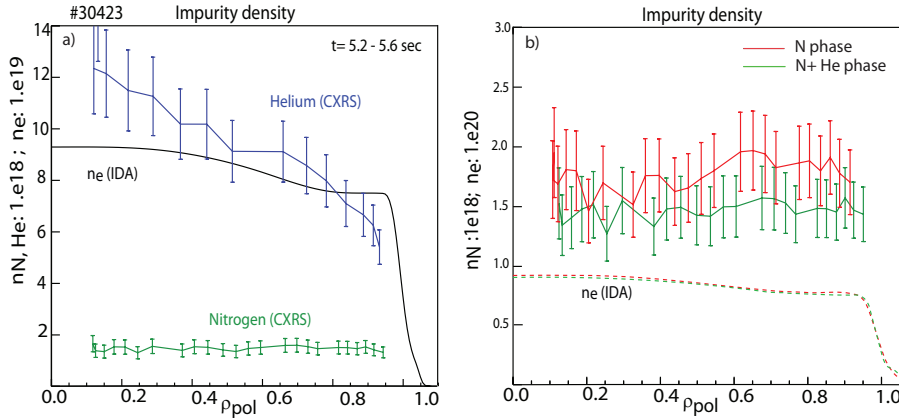 #30423 Impurity density
a)
t= 5.2 - 5.6 sec
Helium (CXRS)
ne (IDA)
Nitrogen (CXRS)
nN, He: 1.e18 ; ne: 1.e19
14
12
10
8
6
4
2
0.0 0.2 0.4 0.6 0.8 1.0
ρpol
Impurity density
b)
N phase
N+ He phase
ne (IDA)
nN :1e18; ne: 1.e20
3.0
2.5
2.0
1.5
1.0
0.5
0.0 0.2 0.4 0.6 0.8 1.0
ρpol